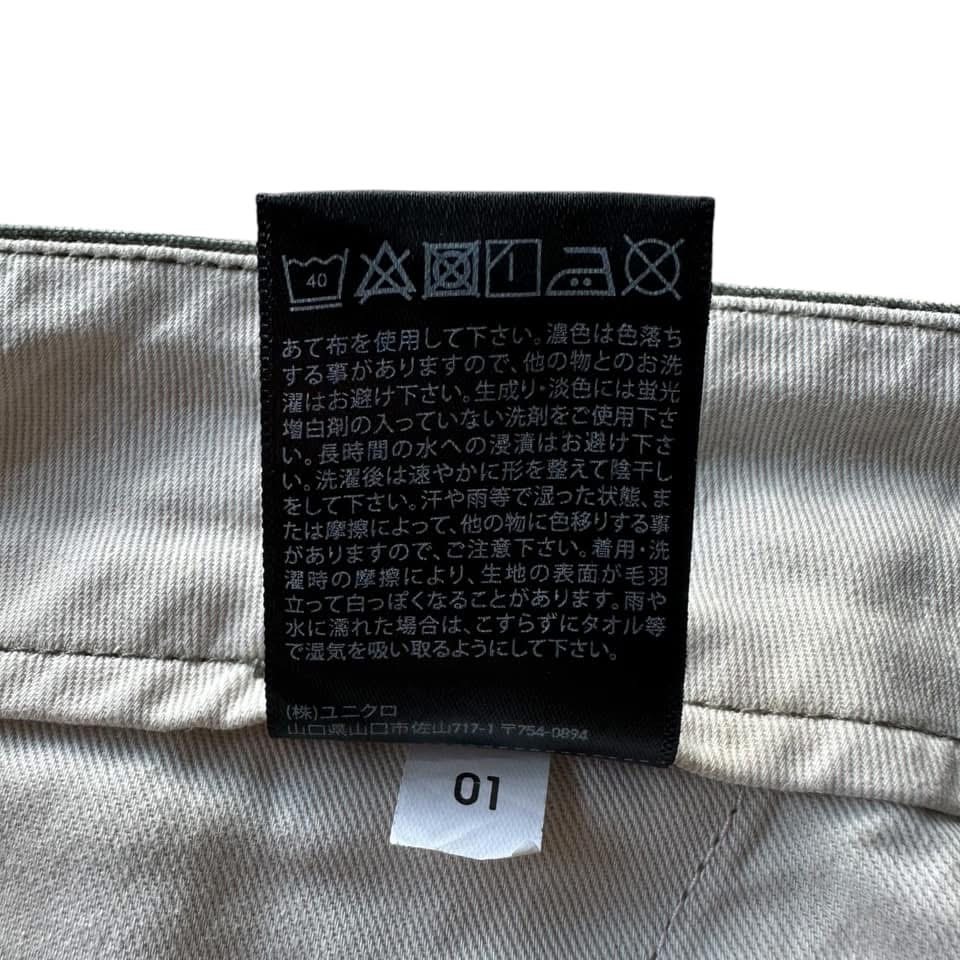 40
あて布を使用して下さい。濃色は色落ち
する事がありますので、他の物とのお洗
濯はお避け下さい。生成り・淡色には蛍光
増白剤の入っていない洗剤をご使用下さ
い。長時間の水への浸漬はお避け下さ
い。洗濯後は速やかに形を整えて陰干し
をして下さい。汗や雨等で湿った状態、ま
たは摩擦によって、他の物に色移りする事
がありますので、ご注意下さい。着用・洗
濯時の摩擦により、生地の表面が毛羽
立って白っぽくなることがあります。雨や
水に濡れた場合は、こすらずにタオル等
で湿気を吸い取るようにして下さい。
(株)ユニクロ
山口県山口市佐山717-1 〒754-0894
01